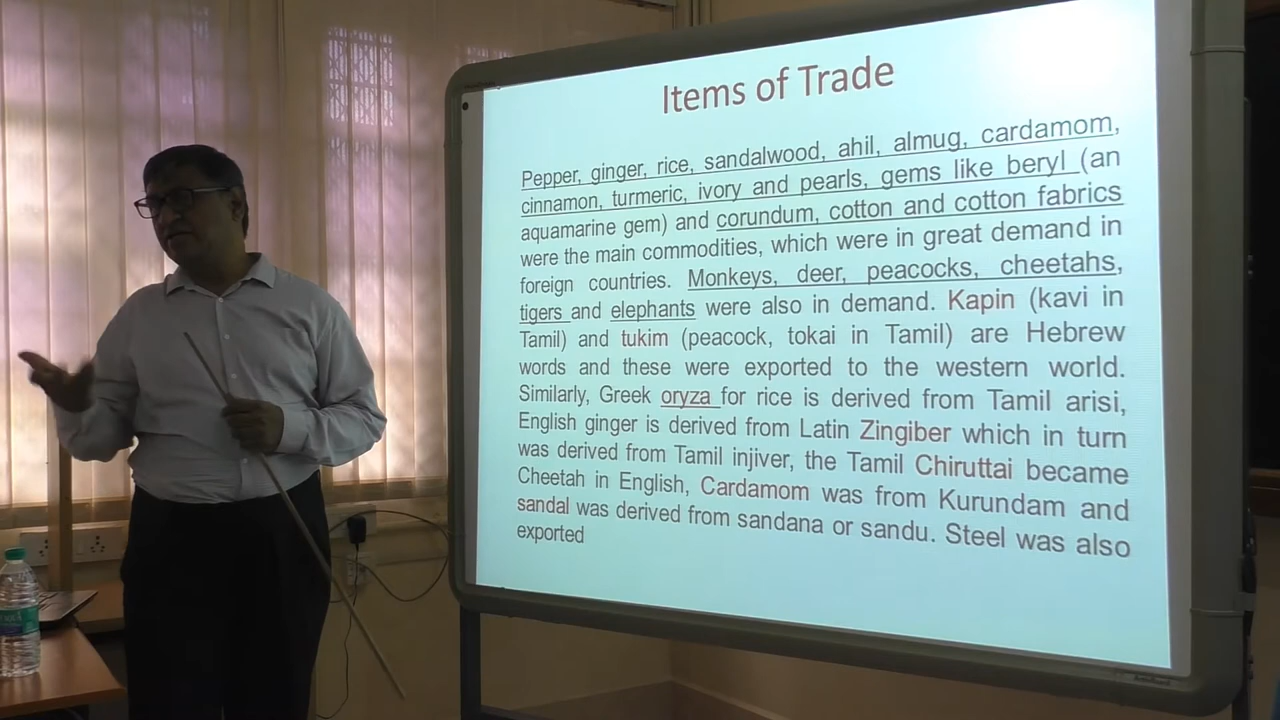 Items of Trade
Pepper, ginger, rice, sandalwood, ahil, almug, cardamom,
cinnamon, turmeric, ivory and pearls, gems like beryl (an
aquamarine gem) and corundum, cotton and cotton fabrics
were the main commodities, which were in great demand in
foreign countries. Monkeys, deer, peacocks, cheetahs,
tigers and elephants were also in demand. Kapin (kavi in
Tamil) and tukim (peacock, tokai in Tamil) are Hebrew
words and these were exported to the western world.
Similarly, Greek oryza for rice is derived from Tamil arisi,
English ginger is derived from Latin Zingiber which in turn
was derived from Tamil injiver, the Tamil Chiruttai became
Cheetah in English, Cardamom was from Kurundam and
sandal was derived from sandana or sandu. Steel was also
exported